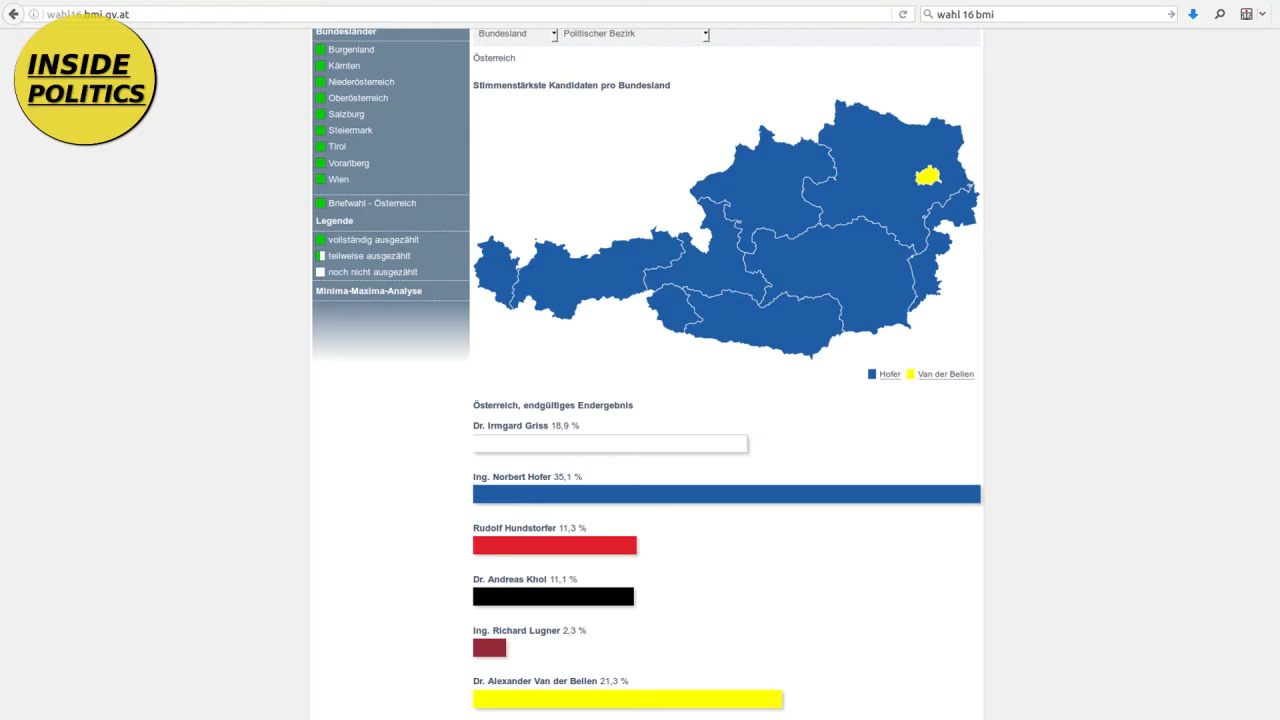 wahl16.bmi.gv.at
wahl 16 bmi
INSIDE
POLITICS
Bundesländer
Burgenland
Kärnten
Niederösterreich
Oberösterreich
Salzburg
Steiermark
Tirol
Vorarlberg
Wien
Briefwahl - Österreich
Legende
vollständig ausgezählt
teilweise ausgezählt
noch nicht ausgezählt
Minima-Maxima-Analyse
Bundesland
Politischer Bezirk
Österreich
Stimmenstärkste Kandidaten pro Bundesland
Hofer
Van der Bellen
Österreich, endgültiges Endergebnis
Dr. Irmgard Griss 18,9 %
Ing. Norbert Hofer 35,1 %
Rudolf Hundstorfer 11,3 %
Dr. Andreas Khol 11,1 %
Ing. Richard Lugner 2,3 %
Dr. Alexander Van der Bellen 21,3 %